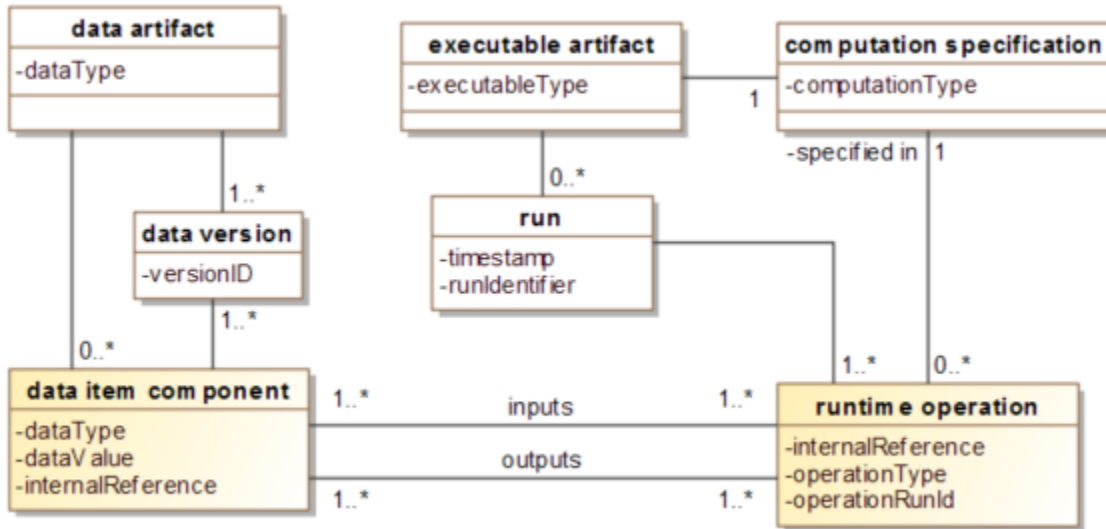 data artifact
-dataType
executable artifact
-executableType
computation specification
-computationType
1
-specified in
1
1..*
0..*
data version
-versionID
run
-timestamp
-runIdentifier
1..*
0..*
1..*
0..*
data item component
-dataType
-dataValue
-internalReference
1..*
inputs
1..*
outputs
1..*
1..*
runtime operation
-internalReference
-operationType
-operationRunId